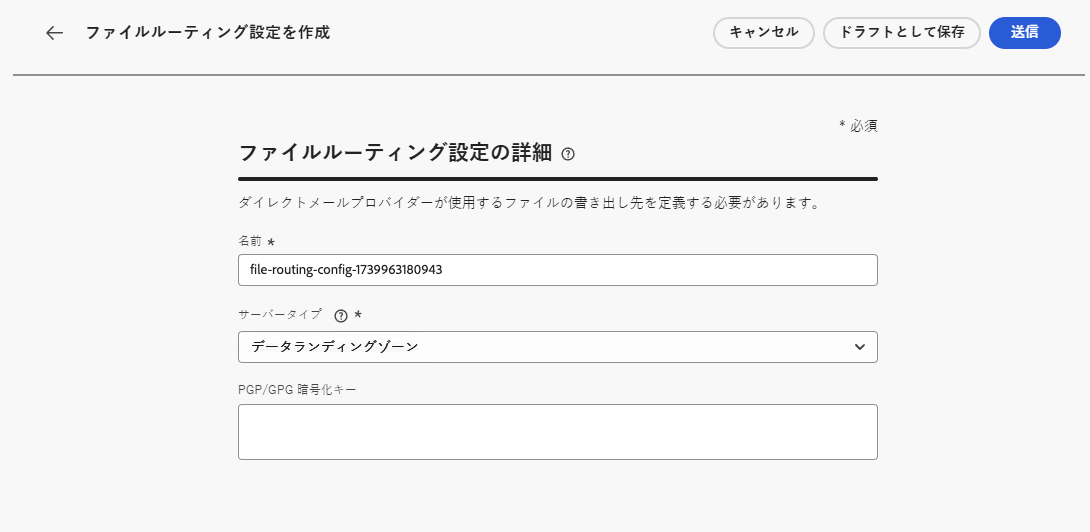 ファイルルーティング設定を作成
キャンセル
ドラフトとして保存
送信
* 必須
ファイルルーティング設定の詳細
ダイレクトメールプロバイダーが使用するファイルの書き出し先を定義する必要があります。
名前 *
file-routing-config-1739963180943
サーバータイプ *
データランディングゾーン
PGP/GPG 暗号化キー